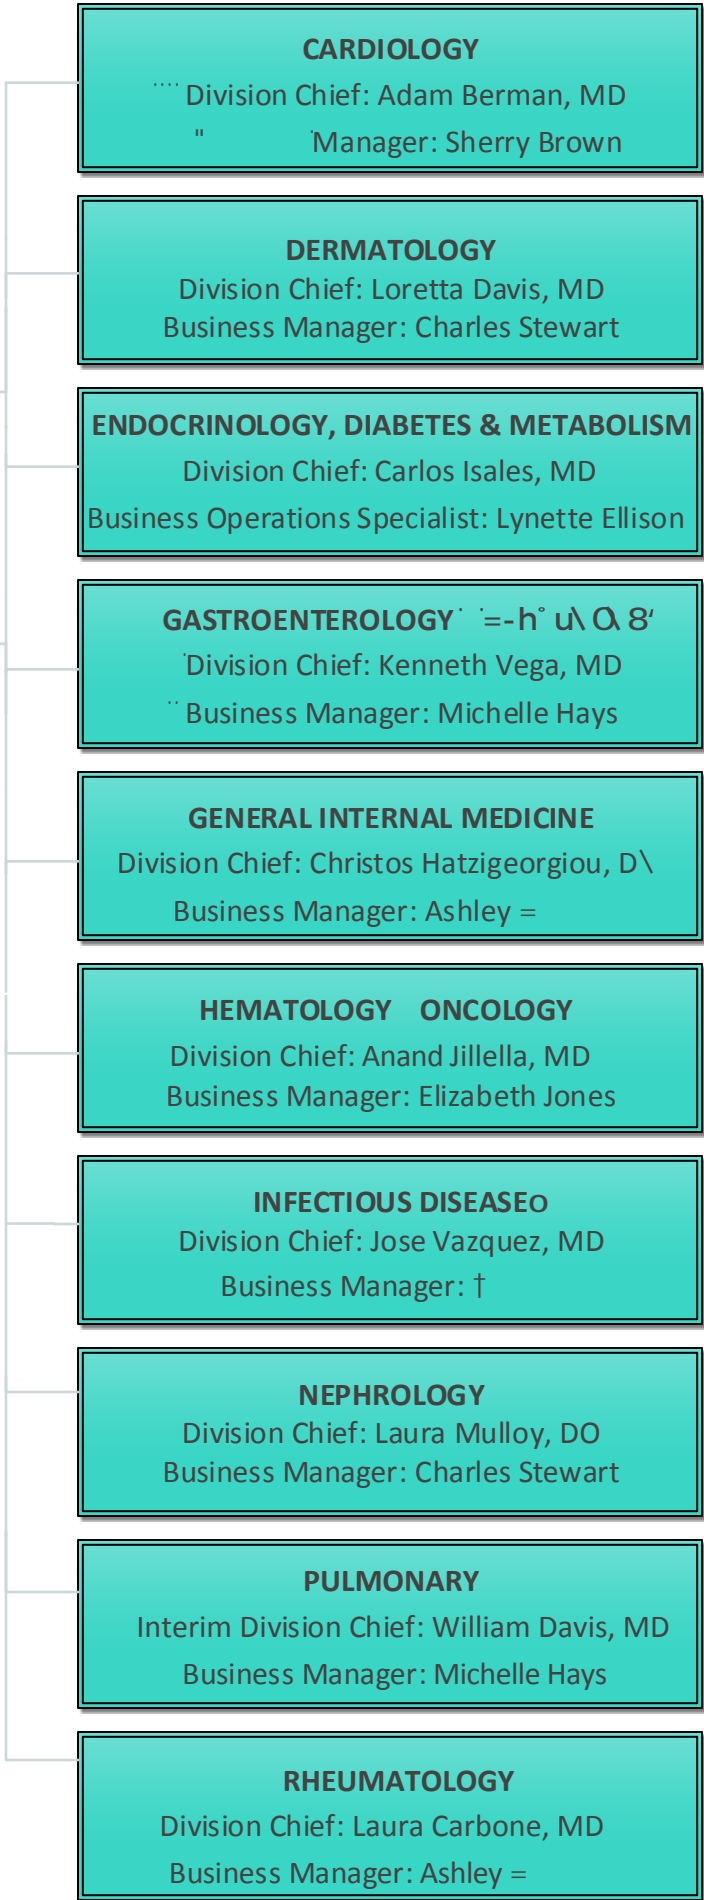 CARDIOLOGY
Division Chief: Adam Berman, MD
Manager: Sherry Brown
DERMATOLOGY
Division Chief: Loretta Davis, MD
Business Manager: Charles Stewart
ENDOCRINOLOGY, DIABETES & METABOLISM
Division Chief: Carlos Isales, MD
Business Operations Specialist: Lynette Ellison
GASTROENTEROLOGY
Division Chief: Kenneth Vega, MD
Business Manager: Michelle Hays
GENERAL INTERNAL MEDICINE
Division Chief: Christos Hatzigeorgiou, D\
Business Manager: Ashley =
HEMATOLOGY ONCOLOGY
Division Chief: Anand Jillella, MD
Business Manager: Elizabeth Jones
INFECTIOUS DISEASEO
Division Chief: Jose Vazquez, MD
Business Manager: †
NEPHROLOGY
Division Chief: Laura Mulloy, DO
Business Manager: Charles Stewart
PULMONARY
Interim Division Chief: William Davis, MD
Business Manager: Michelle Hays
RHEUMATOLOGY
Division Chief: Laura Carbone, MD
Business Manager: Ashley =